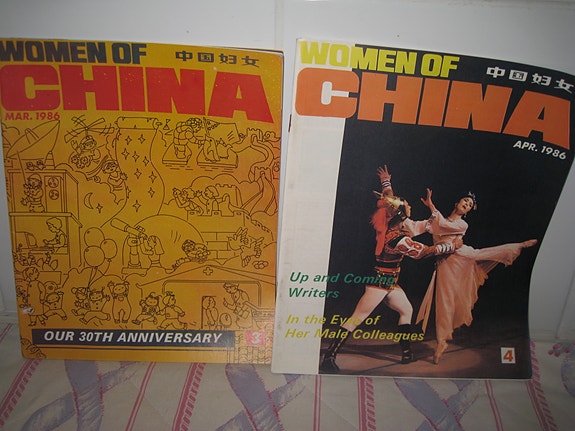 WOMEN OF 中国妇女
CHINA
MAR. 1986
OUR 30TH ANNIVERSARY 3
WOMEN OF 中国妇女
CHINA
APR. 1986
Up and Coming
Writers
In the Eyes of
Her Male Colleagues
4